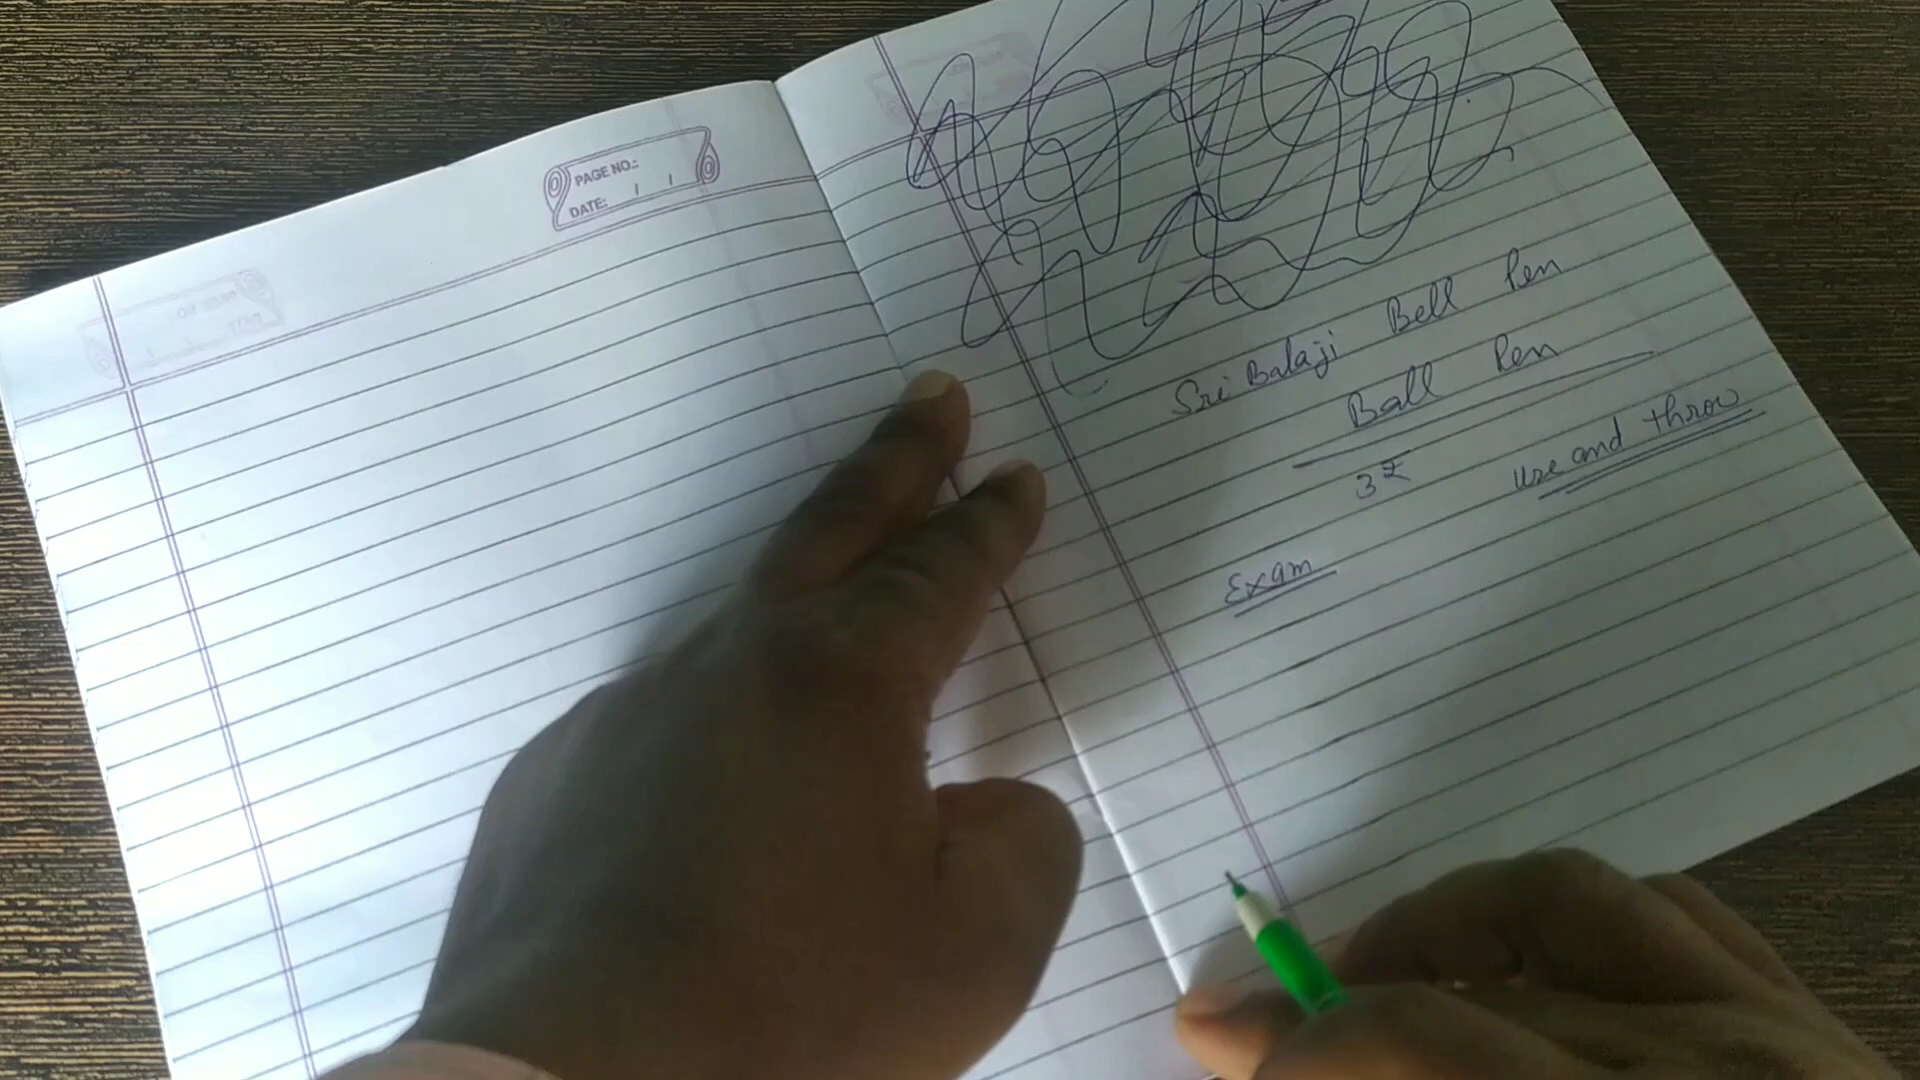 PAGE NO.:
DATE:
Sri Balaji Bell Pen
Ball Pen
3₹ use and throw
Exam